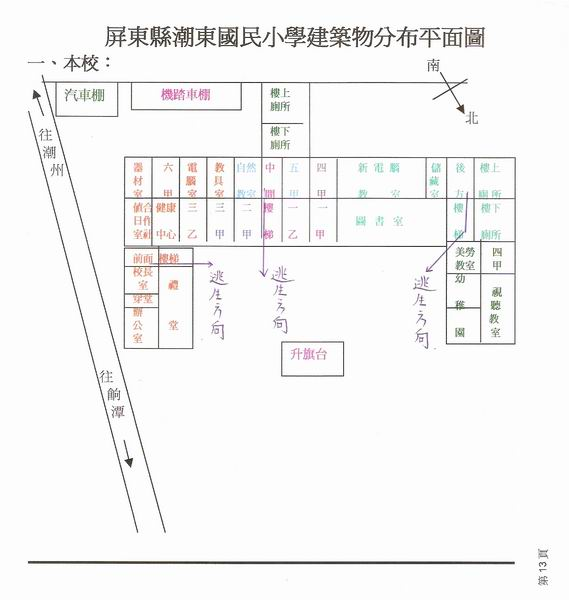 屏東縣潮東國民小學建築物分布平面圖
一、本校：
南
北
汽車棚
機踏車棚
樓上廁所
樓下廁所
往潮州
器材室
六甲
電腦室
教具室
自然教室
中間
五甲
四甲
新電腦教室
儲藏室
後方
樓上廁所
值日室
合作社
健康中心
三乙
三甲
二甲
樓梯
一乙
一甲
圖書室
樓梯
樓下廁所
前面樓梯
校長室
穿堂
辦公室
禮堂
美勞教室
四甲
幼稚園
視聽教室
逃生方向
逃生方向
逃生方向
升旗台
往餉潭
第13頁